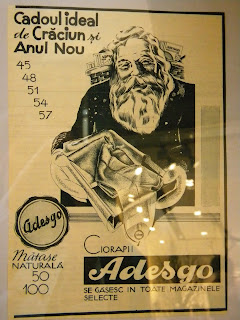 Cadoul ideal
de Crăciun și
Anul Nou
45
48
51
54
57
Adesgo
Mătase
NATURALĂ
50
100
CIORAPII
Adesgo
SE GĂSESC IN TOATE MAGAZINELE
SELECTE